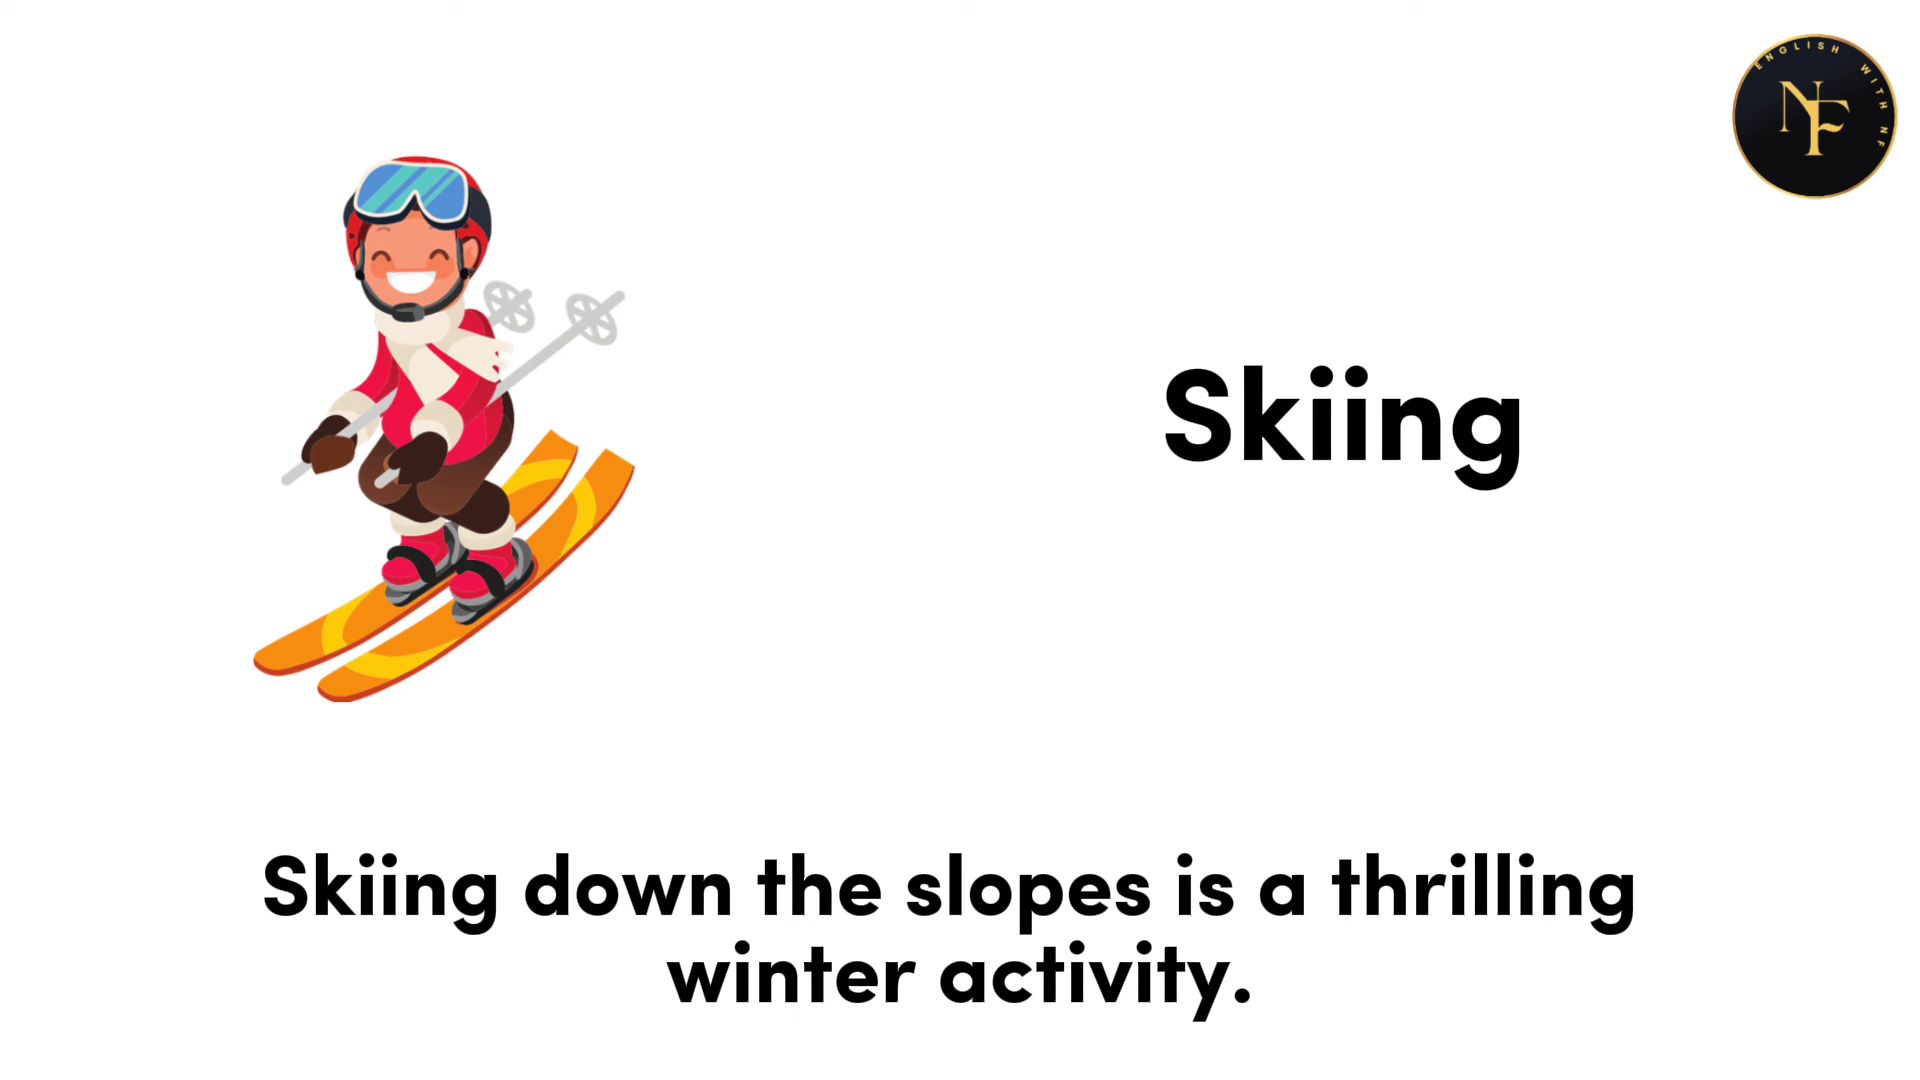 ENGLISH WITH NF
NF
Skiing
Skiing down the slopes is a thrilling
winter activity.